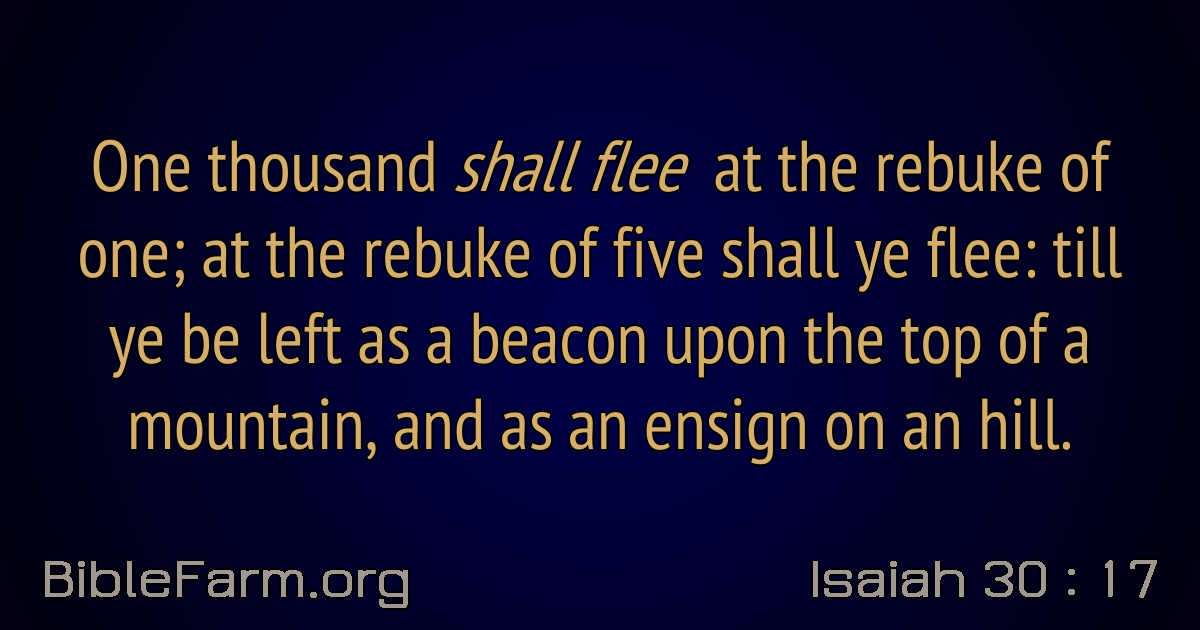 One thousand shall flee at the rebuke of
one; at the rebuke of five shall ye flee: till
ye be left as a beacon upon the top of a
mountain, and as an ensign on an hill.
BibleFarm.org
Isaiah 30 : 17